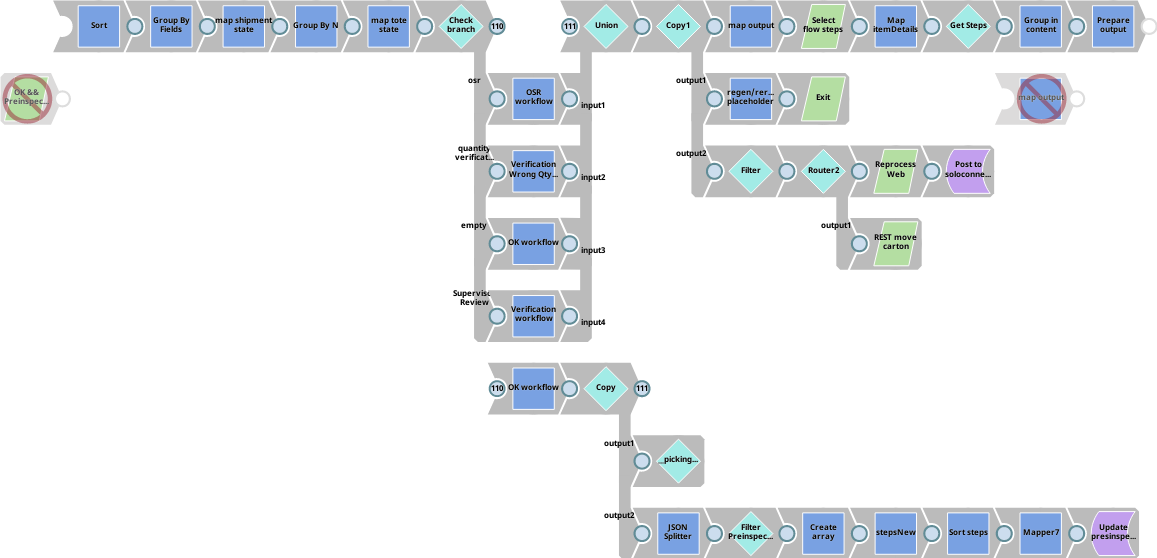 Sort
Group By
Fields
map shipment
state
Group By N
map tote
state
Check
branch
110
111
Union
Copy1
map output
Select
flow steps
Map
itemDetails
Get Steps
Group in
content
Prepare
output
OK &&
Preinspec...
osr
OSR
workflow
input1
output1
regen/rer...
placeholder
Exit
map output
quantity
verificat...
Verification
Wrong Qty...
input2
output2
Filter
Router2
Reprocess
Web
Post to
soloconne...
empty
OK workflow
input3
output1
REST move
carton
Review
Verification
workflow
input4
110
OK workflow
Copy
111
output1
_picking...
output2
JSON
Splitter
Filter
Preinspec...
Create
array
stepsNew
Sort steps
Mapper7
Update
presinspe...